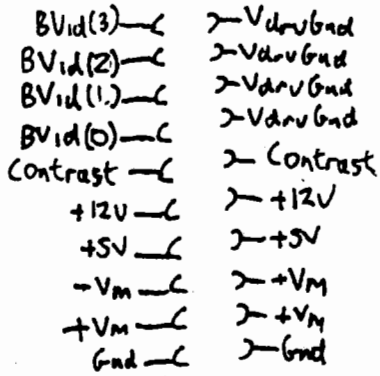 BVid(3) VdrvGnd
BVid(2) VdrvGnd
BVid(1) VdrvGnd
BVid(0) VdrvGnd
Contrast Contrast
+12V +12V
+5V +5V
-VM +VM
+VM +VM
Gnd Gnd